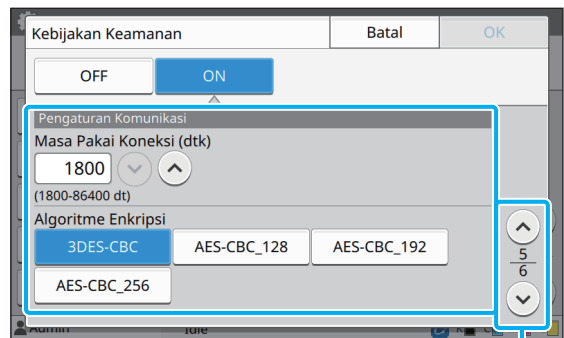 Kebijakan Keamanan
Batal
OK
OFF
ON
Pengaturan Komunikasi
Masa Pakai Koneksi (dtk)
1800
(1800-86400 dt)
Algoritme Enkripsi
3DES-CBC
AES-CBC_128
AES-CBC_192
AES-CBC_256
5
6
Admin
Idle